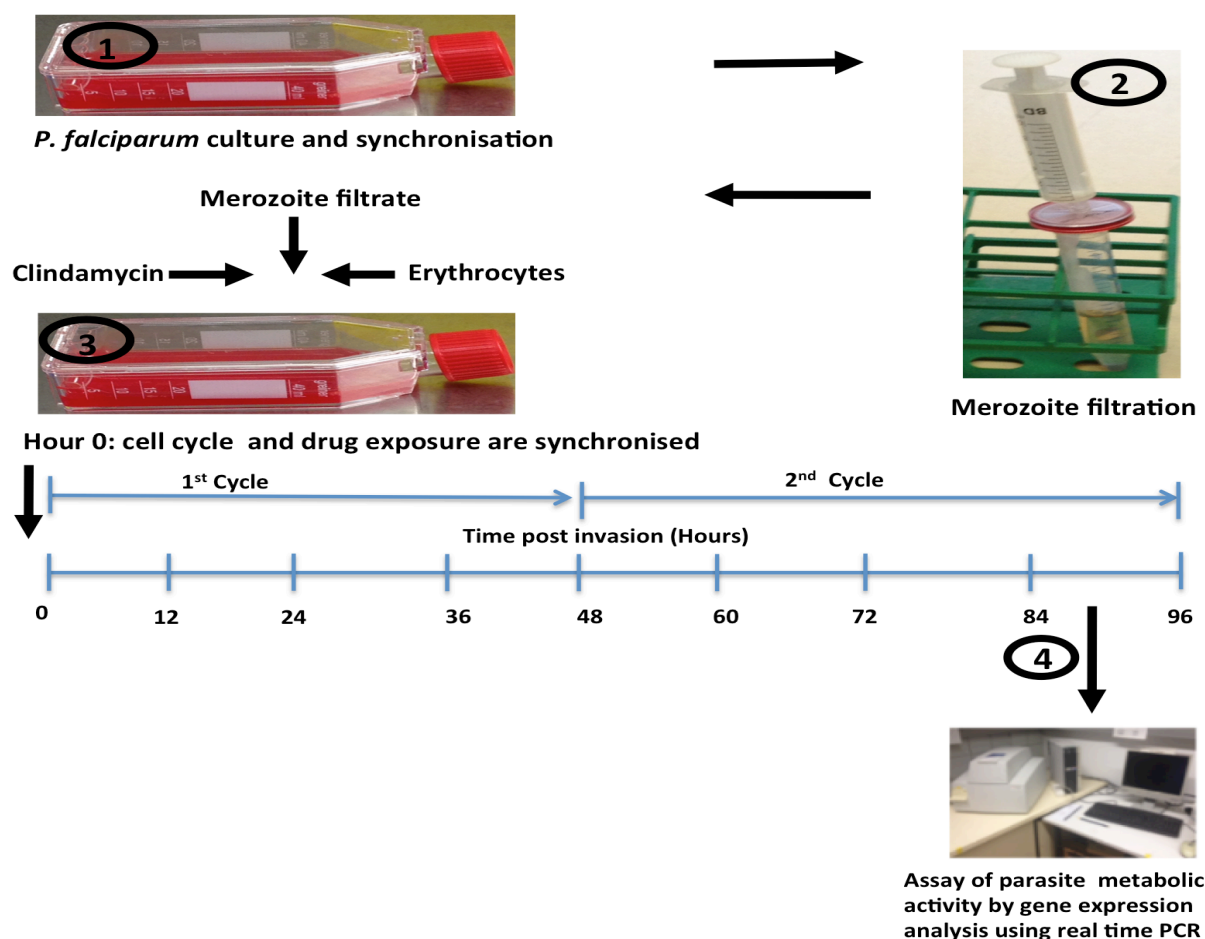 1
2
P. falciparum culture and synchronisation
Merozoite filtrate
Clindamycin
Erythrocytes
3
Merozoite filtration
Hour 0: cell cycle and drug exposure are synchronised
1st Cycle
2nd Cycle
Time post invasion (Hours)
0 12 24 36 48 60 72 84 96
4
Assay of parasite metabolic
activity by gene expression
analysis using real time PCR